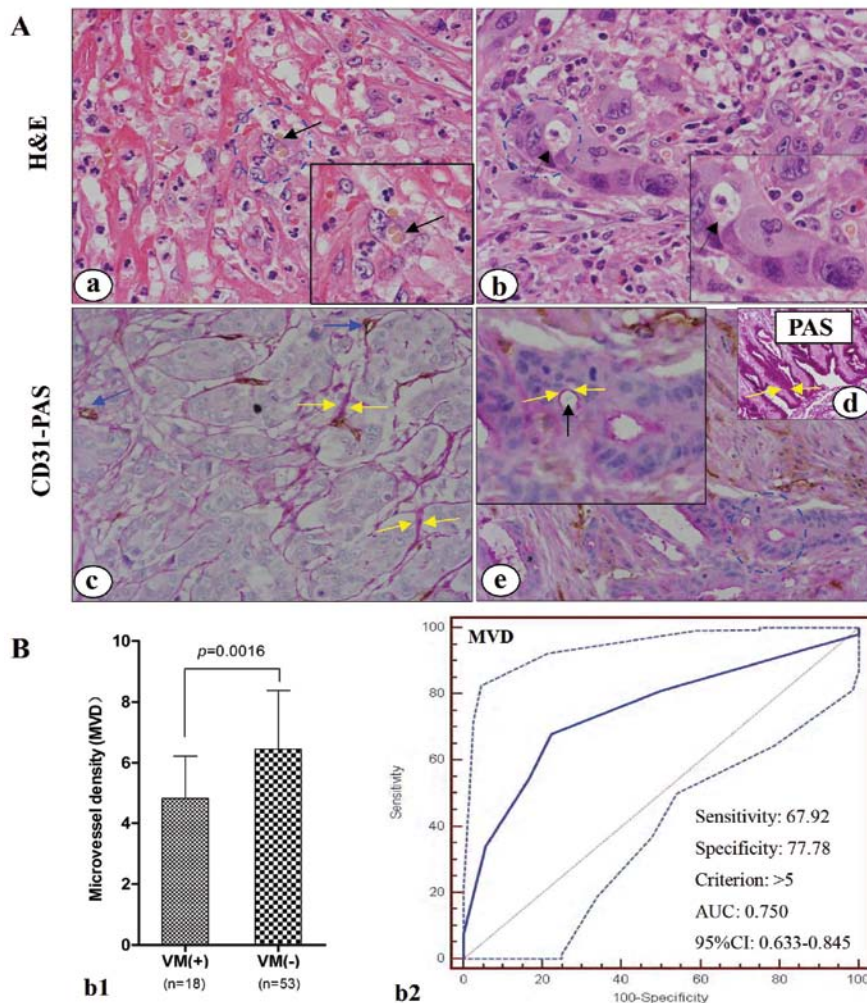 A
H&E
a
b
CD31-PAS
c
PAS
d
e
B
10
8
6
4
2
0
Microvessel density (MVD)
p=0.0016
VM(+)
VM(-)
(n=18)
(n=53)
b1
MVD
100
80
60
40
20
0
Sensitivity
Sensitivity: 67.92
Specificity: 77.78
Criterion: >5
AUC: 0.750
95%CI: 0.633-0.845
0
20
40
60
80
100
100-Specificity
b2